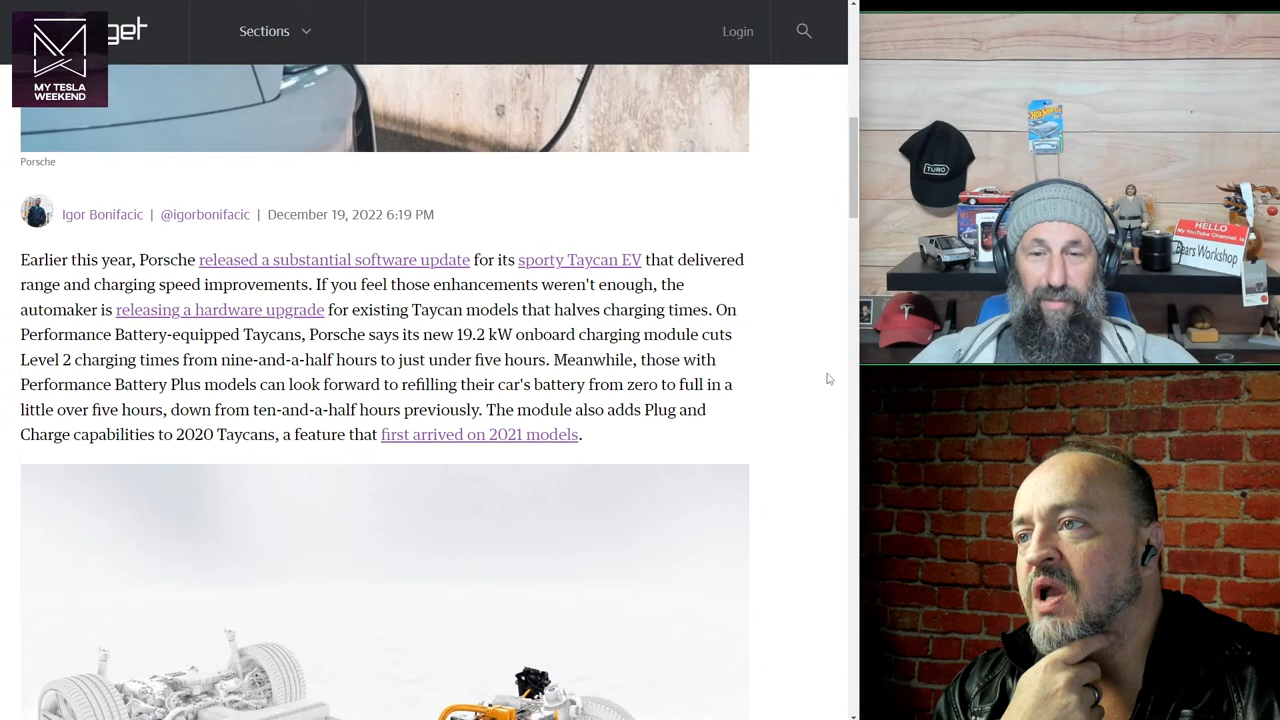 get
Sections
Login
MY TESLA
WEEKEND
Porsche
Igor Bonifacic | @igorbonifacic | December 19, 2022 6:19 PM
Earlier this year, Porsche released a substantial software update for its sporty Taycan EV that delivered
range and charging speed improvements. If you feel those enhancements weren't enough, the
automaker is releasing a hardware upgrade for existing Taycan models that halves charging times. On
Performance Battery-equipped Taycans, Porsche says its new 19.2 kW onboard charging module cuts
Level 2 charging times from nine-and-a-half hours to just under five hours. Meanwhile, those with
Performance Battery Plus models can look forward to refilling their car's battery from zero to full in a
little over five hours, down from ten-and-a-half hours previously. The module also adds Plug and
Charge capabilities to 2020 Taycans, a feature that first arrived on 2021 models.
TURO
HELLO
My YouTube Channel is
Bears Workshop